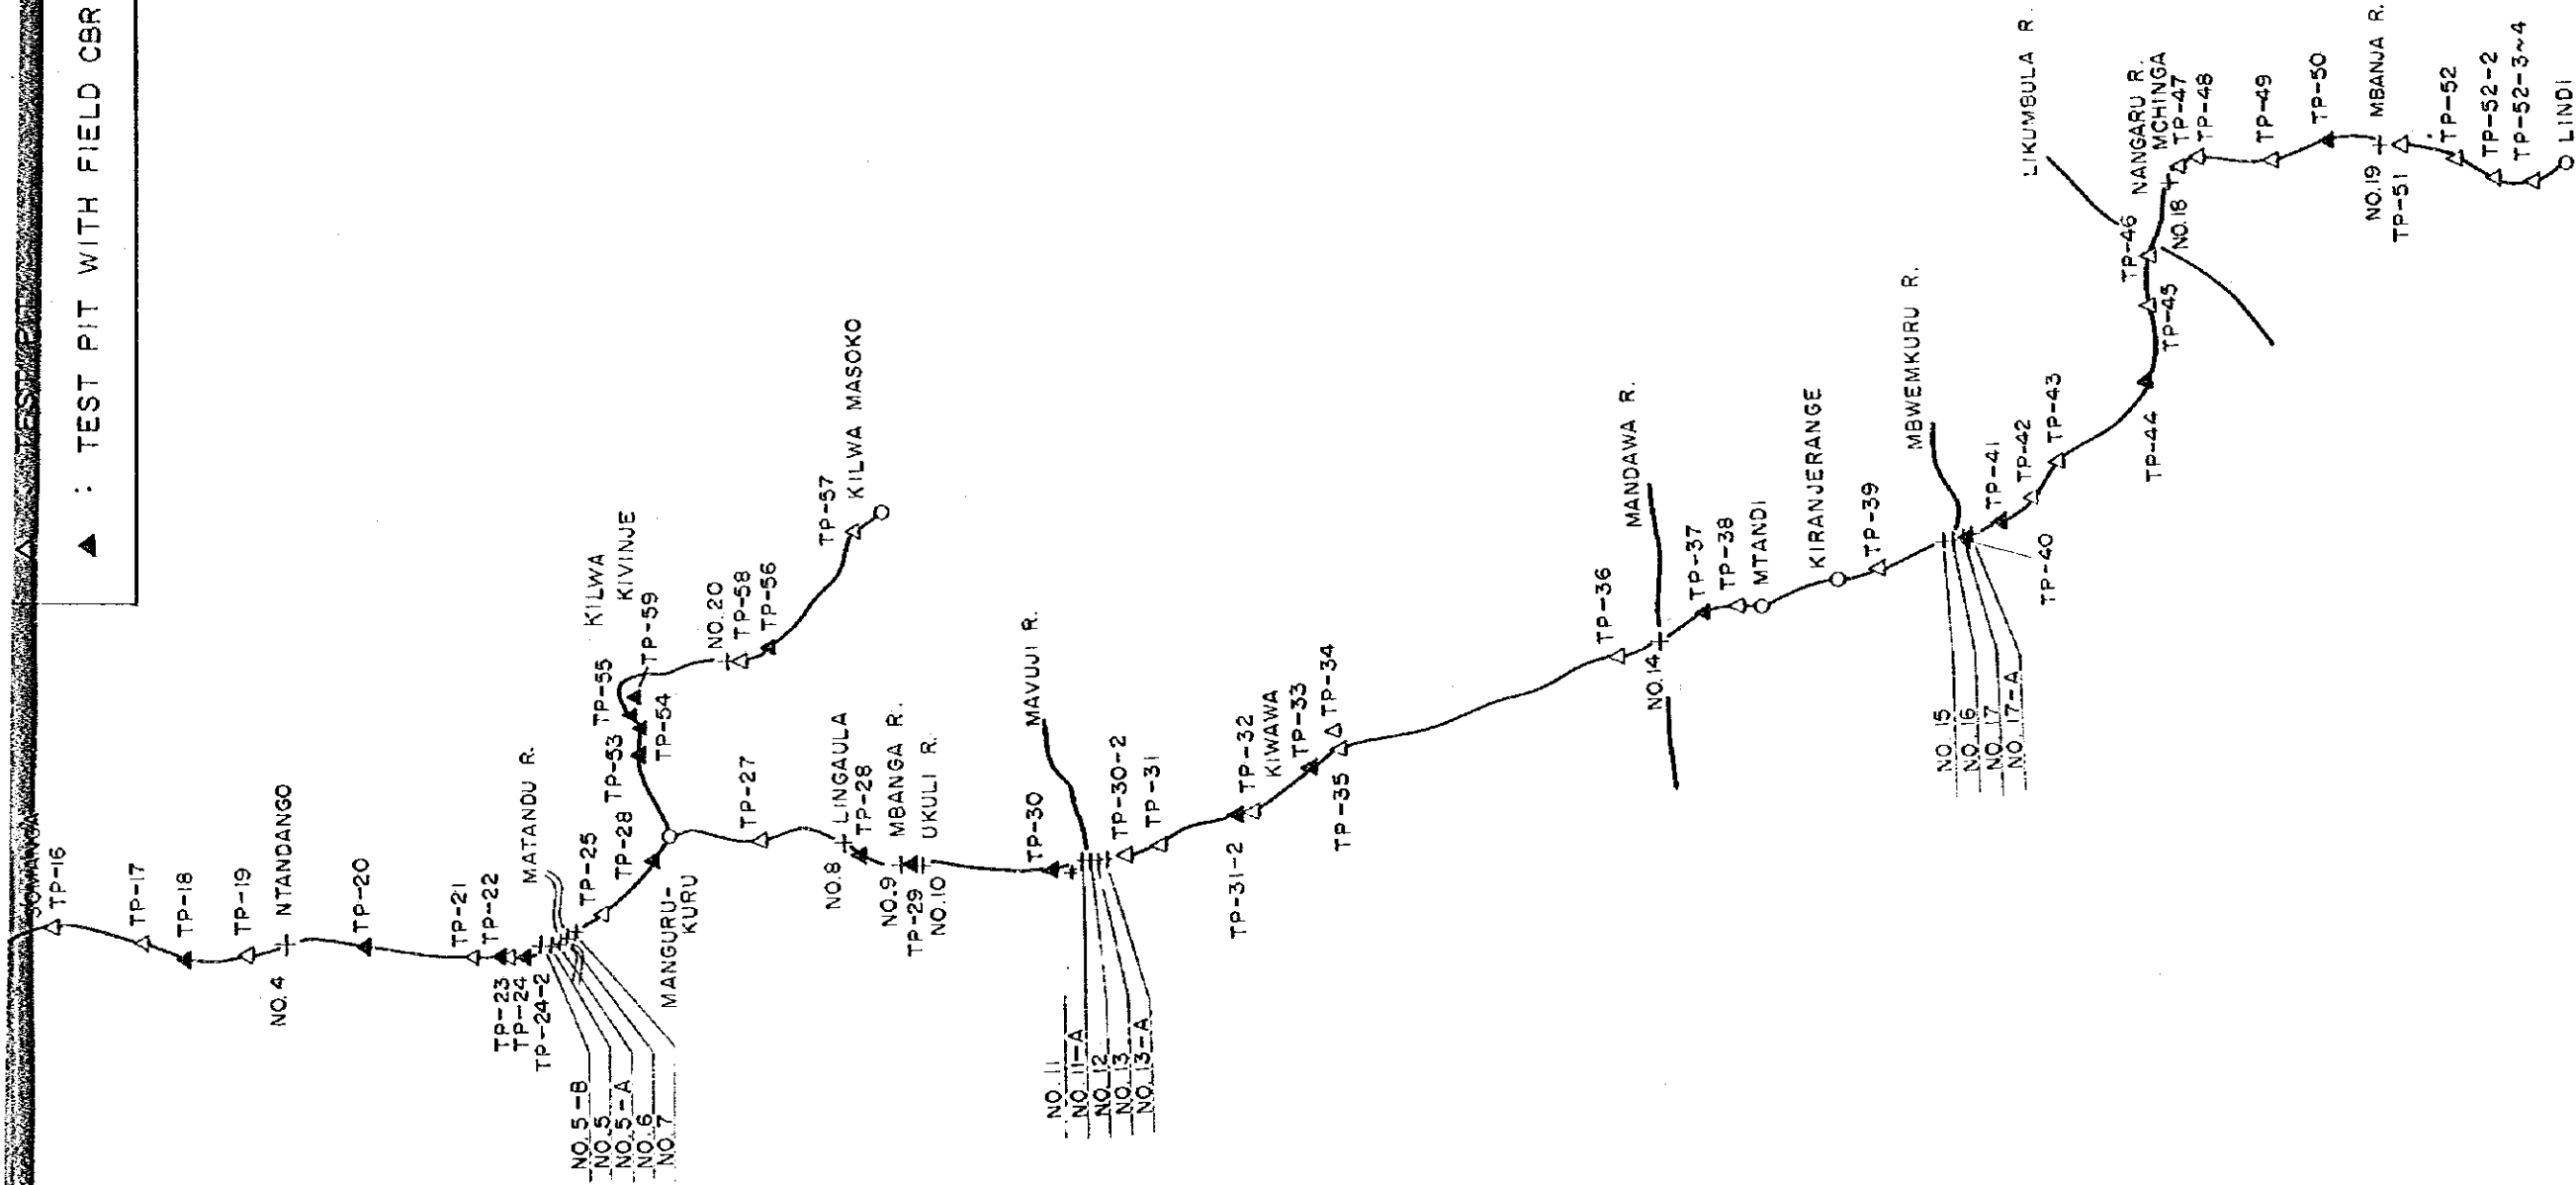 △ TEST PIT
▲ : TEST PIT WITH FIELD CBR
SOMANGA
TP-16
TP-17
TP-18
TP-19
NO.4
NTANDANGO
TP-20
TP-21
TP-22
TP-23
TP-24
TP-24-2
MATANDU R.
NO.5-B
NO.5
NO.5-A
NO.6
NO.7
TP-25
TP-28
MANGURU-
KURU
TP-53
TP-54
TP-55
KILWA
KIVINJE
TP-59
NO.20
TP-58
TP-56
TP-57
KILWA MASOKO
TP-27
NO.8
LINGAULA
TP-28
NO.9
MBANGA R.
TP-29
NO.10
UKULI R.
TP-30
MAVUJI R.
NO.11
NO.11-A
NO.12
NO.13
NO.13-A
TP-30-2
TP-31
TP-31-2
TP-32
KIWAWA
TP-33
TP-34
TP-35
TP-36
NO.14
MANDAWA R.
TP-37
TP-38
MTANDI
KIRANJERANGE
TP-39
MBWEMKURU R.
NO.15
NO.16
NO.17
NO.17-A
TP-40
TP-41
TP-42
TP-43
TP-44
TP-45
TP-46
LIKUMBULA R.
NO.18
NANGARU R.
MCHINGA
TP-47
TP-48
TP-49
TP-50
NO.19
MBANJA R.
TP-51
TP-52
TP-52-2
TP-52-3~4
LINDI